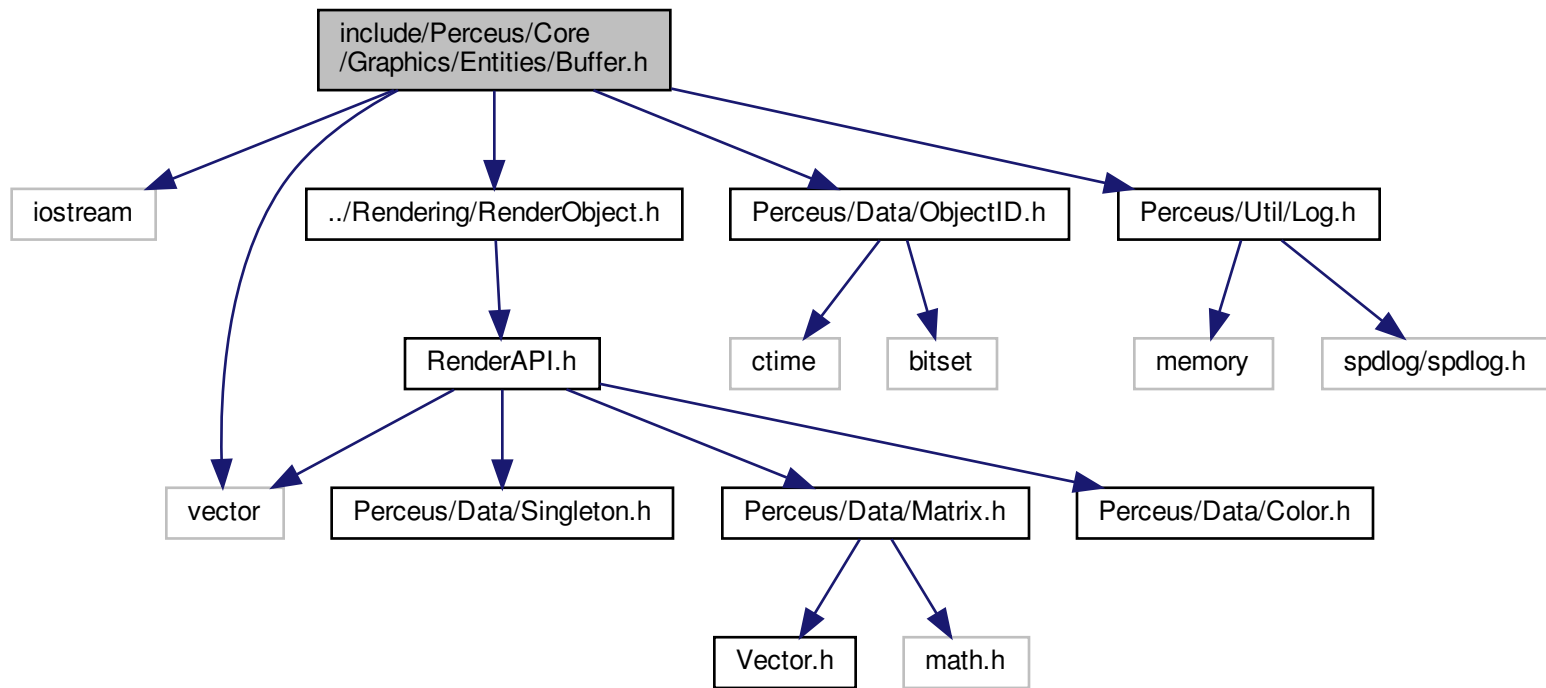 include/Perceus/Core
/Graphics/Entities/Buffer.h
iostream
../Rendering/RenderObject.h
Perceus/Data/ObjectID.h
Perceus/Util/Log.h
RenderAPI.h
ctime
bitset
memory
spdlog/spdlog.h
vector
Perceus/Data/Singleton.h
Perceus/Data/Matrix.h
Perceus/Data/Color.h
Vector.h
math.h